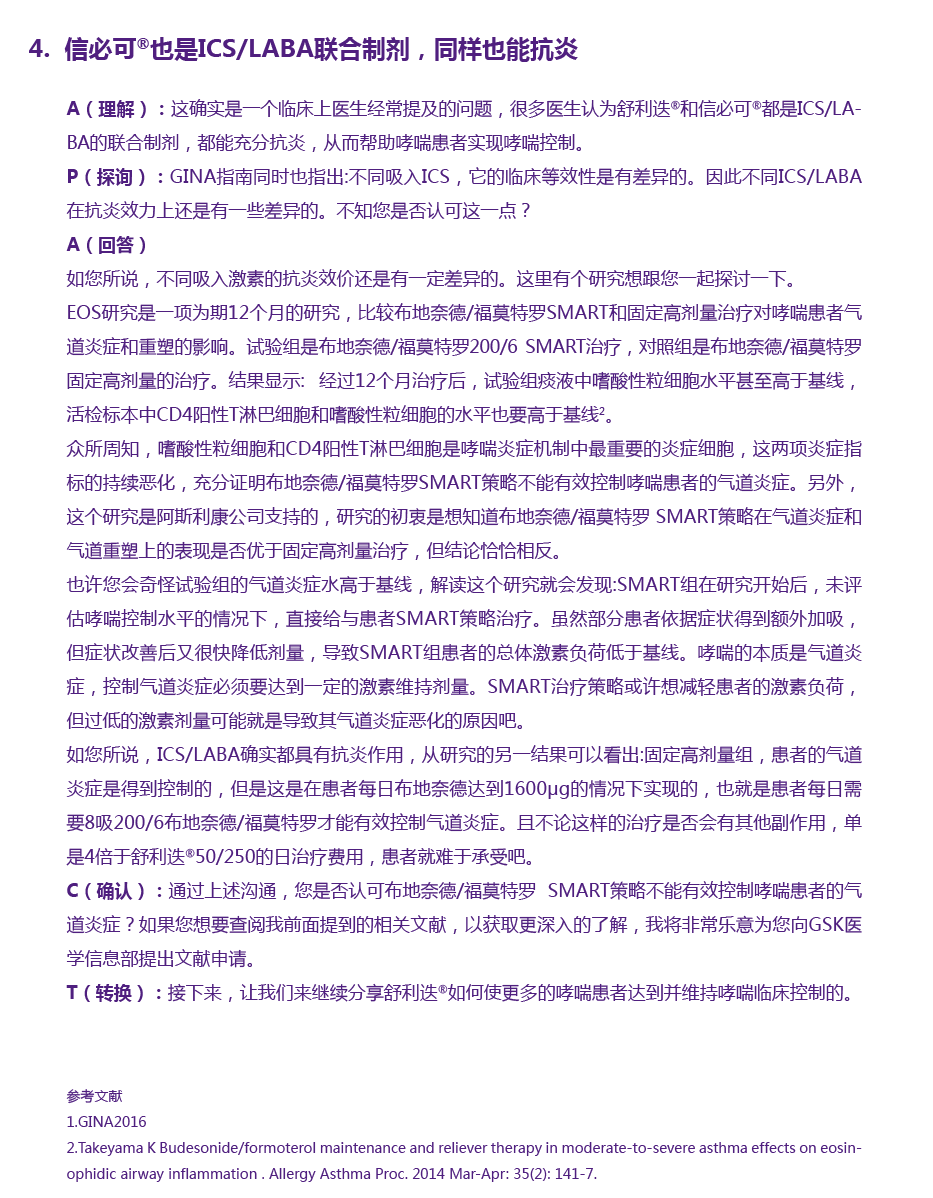 4. 信必可®也是ICS/LABA联合制剂，同样也能抗炎
A（理解）：这确实是一个临床上医生经常提及的问题，很多医生认为舒利迭®和信必可®都是ICS/LA-
BA的联合制剂，都能充分抗炎，从而帮助哮喘患者实现哮喘控制。
P（探询）：GINA指南同时也指出:不同吸入ICS，它的临床等效性是有差异的。因此不同ICS/LABA
在抗炎效力上还是有一些差异的。不知您是否认可这一点？
A（回答）
如您所说，不同吸入激素的抗炎效价还是有一定差异的。这里有个研究想跟您一起探讨一下。
EOS研究是一项为期12个月的研究，比较布地奈德/福莫特罗SMART和固定高剂量治疗对哮喘患者气
道炎症和重塑的影响。试验组是布地奈德/福莫特罗200/6 SMART治疗，对照组是布地奈德/福莫特罗
固定高剂量的治疗。结果显示: 经过12个月治疗后，试验组痰液中嗜酸性粒细胞水平甚至高于基线，
活检标本中CD4阳性T淋巴细胞和嗜酸性粒细胞的水平也要高于基线²。
众所周知，嗜酸性粒细胞和CD4阳性T淋巴细胞是哮喘炎症机制中最重要的炎症细胞，这两项炎症指
标的持续恶化，充分证明布地奈德/福莫特罗SMART策略不能有效控制哮喘患者的气道炎症。另外，
这个研究是阿斯利康公司支持的，研究的初衷是想知道布地奈德/福莫特罗 SMART策略在气道炎症和
气道重塑上的表现是否优于固定高剂量治疗，但结论恰恰相反。
也许您会奇怪试验组的气道炎症水高于基线，解读这个研究就会发现:SMART组在研究开始后，未评
估哮喘控制水平的情况下，直接给与患者SMART策略治疗。虽然部分患者依据症状得到额外加吸，
但症状改善后又很快降低剂量，导致SMART组患者的总体激素负荷低于基线。哮喘的本质是气道炎
症，控制气道炎症必须要达到一定的激素维持剂量。SMART治疗策略或许想减轻患者的激素负荷，
但过低的激素剂量可能就是导致其气道炎症恶化的原因吧。
如您所说，ICS/LABA确实都具有抗炎作用，从研究的另一结果可以看出:固定高剂量组，患者的气道
炎症是得到控制的，但是这是在患者每日布地奈德达到1600μg的情况下实现的，也就是患者每日需
要8吸200/6布地奈德/福莫特罗才能有效控制气道炎症。且不论这样的治疗是否会有其他副作用，单
是4倍于舒利迭®50/250的日治疗费用，患者就难于承受吧。
C（确认）：通过上述沟通，您是否认可布地奈德/福莫特罗 SMART策略不能有效控制哮喘患者的气
道炎症？如果您想要查阅我前面提到的相关文献，以获取更深入的了解，我将非常乐意为您向GSK医
学信息部提出文献申请。
T（转换）：接下来，让我们来继续分享舒利迭®如何使更多的哮喘患者达到并维持哮喘临床控制的。
参考文献
1.GINA2016
2.Takeyama K Budesonide/formoterol maintenance and reliever therapy in moderate-to-severe asthma effects on eosin-
ophidic airway inflammation . Allergy Asthma Proc. 2014 Mar-Apr: 35(2): 141-7.